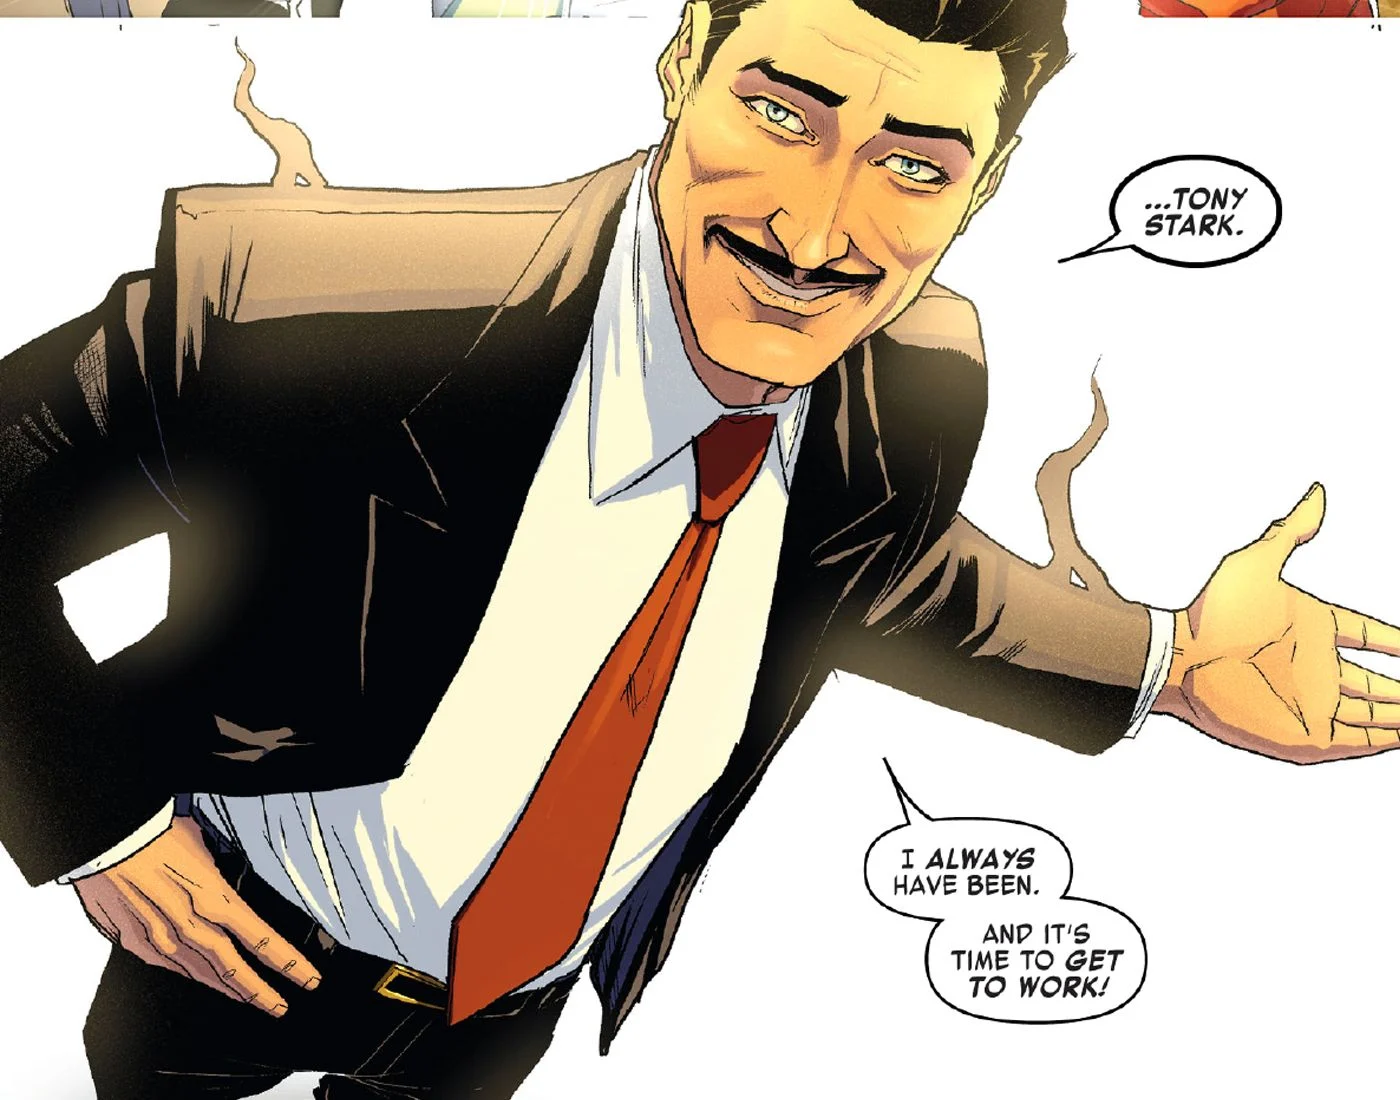 ...TONY
STARK.
I ALWAYS
HAVE BEEN.
AND IT'S
TIME TO GET
TO WORK!